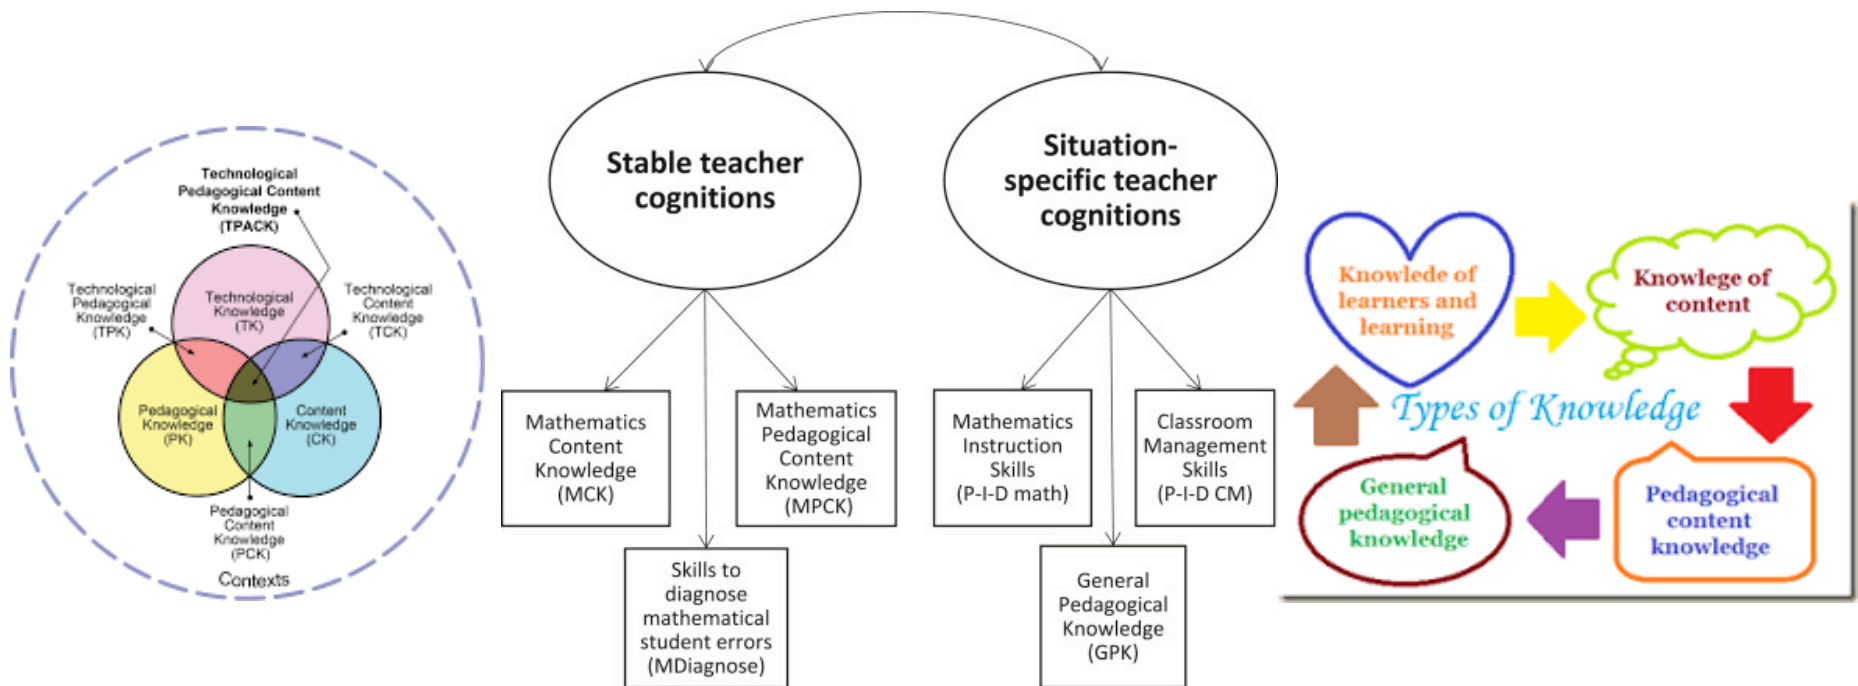 Technological
Pedagogical Content
Knowledge
(TPACK)
Technological
Pedagogical
Knowledge
(TPK)
Technological
Knowledge
(TK)
Technological
Content
Knowledge
(TCK)
Pedagogical
Knowledge
(PK)
Content
Knowledge
(CK)
Pedagogical
Content
Knowledge
(PCK)
Contexts
Stable teacher
cognitions
Situation-
specific teacher
cognitions
Mathematics
Content
Knowledge
(MCK)
Mathematics
Pedagogical
Content
Knowledge
(MPCK)
Skills to
diagnose
mathematical
student errors
(MDiagnose)
Mathematics
Instruction
Skills
(P-I-D math)
Classroom
Management
Skills
(P-I-D CM)
General
Pedagogical
Knowledge
(GPK)
Knowlede of
learners and
learning
Knowlege of
content
Types of Knowledge
General
pedagogical
knowledge
Pedagogical
content
knowledge